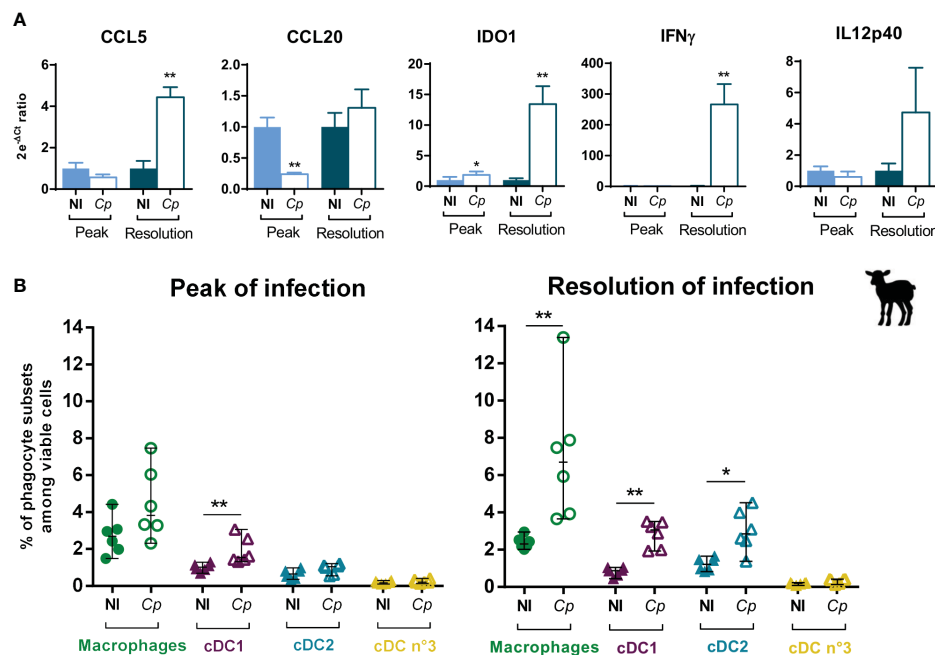 A
CCL5
CCL20
IDO1
IFNγ
IL12p40
2e-ΔCt ratio
6
4
2
0
**
NI Cp NI Cp
Peak Resolution
2.0
1.5
1.0
0.5
0.0
**
NI Cp NI Cp
Peak Resolution
20
15
10
5
0
*
**
NI Cp NI Cp
Peak Resolution
400
300
200
100
0
**
NI Cp NI Cp
Peak Resolution
10
8
6
4
2
0
NI Cp NI Cp
Peak Resolution
B
Peak of infection
% of phagocyte subsets
among viable cells
14
12
10
8
6
4
2
0
**
NI Cp NI Cp NI Cp NI Cp
Macrophages cDC1 cDC2 cDC n°3
Resolution of infection
14
12
10
8
6
4
2
0
**
**
*
NI Cp NI Cp NI Cp NI Cp
Macrophages cDC1 cDC2 cDC n°3